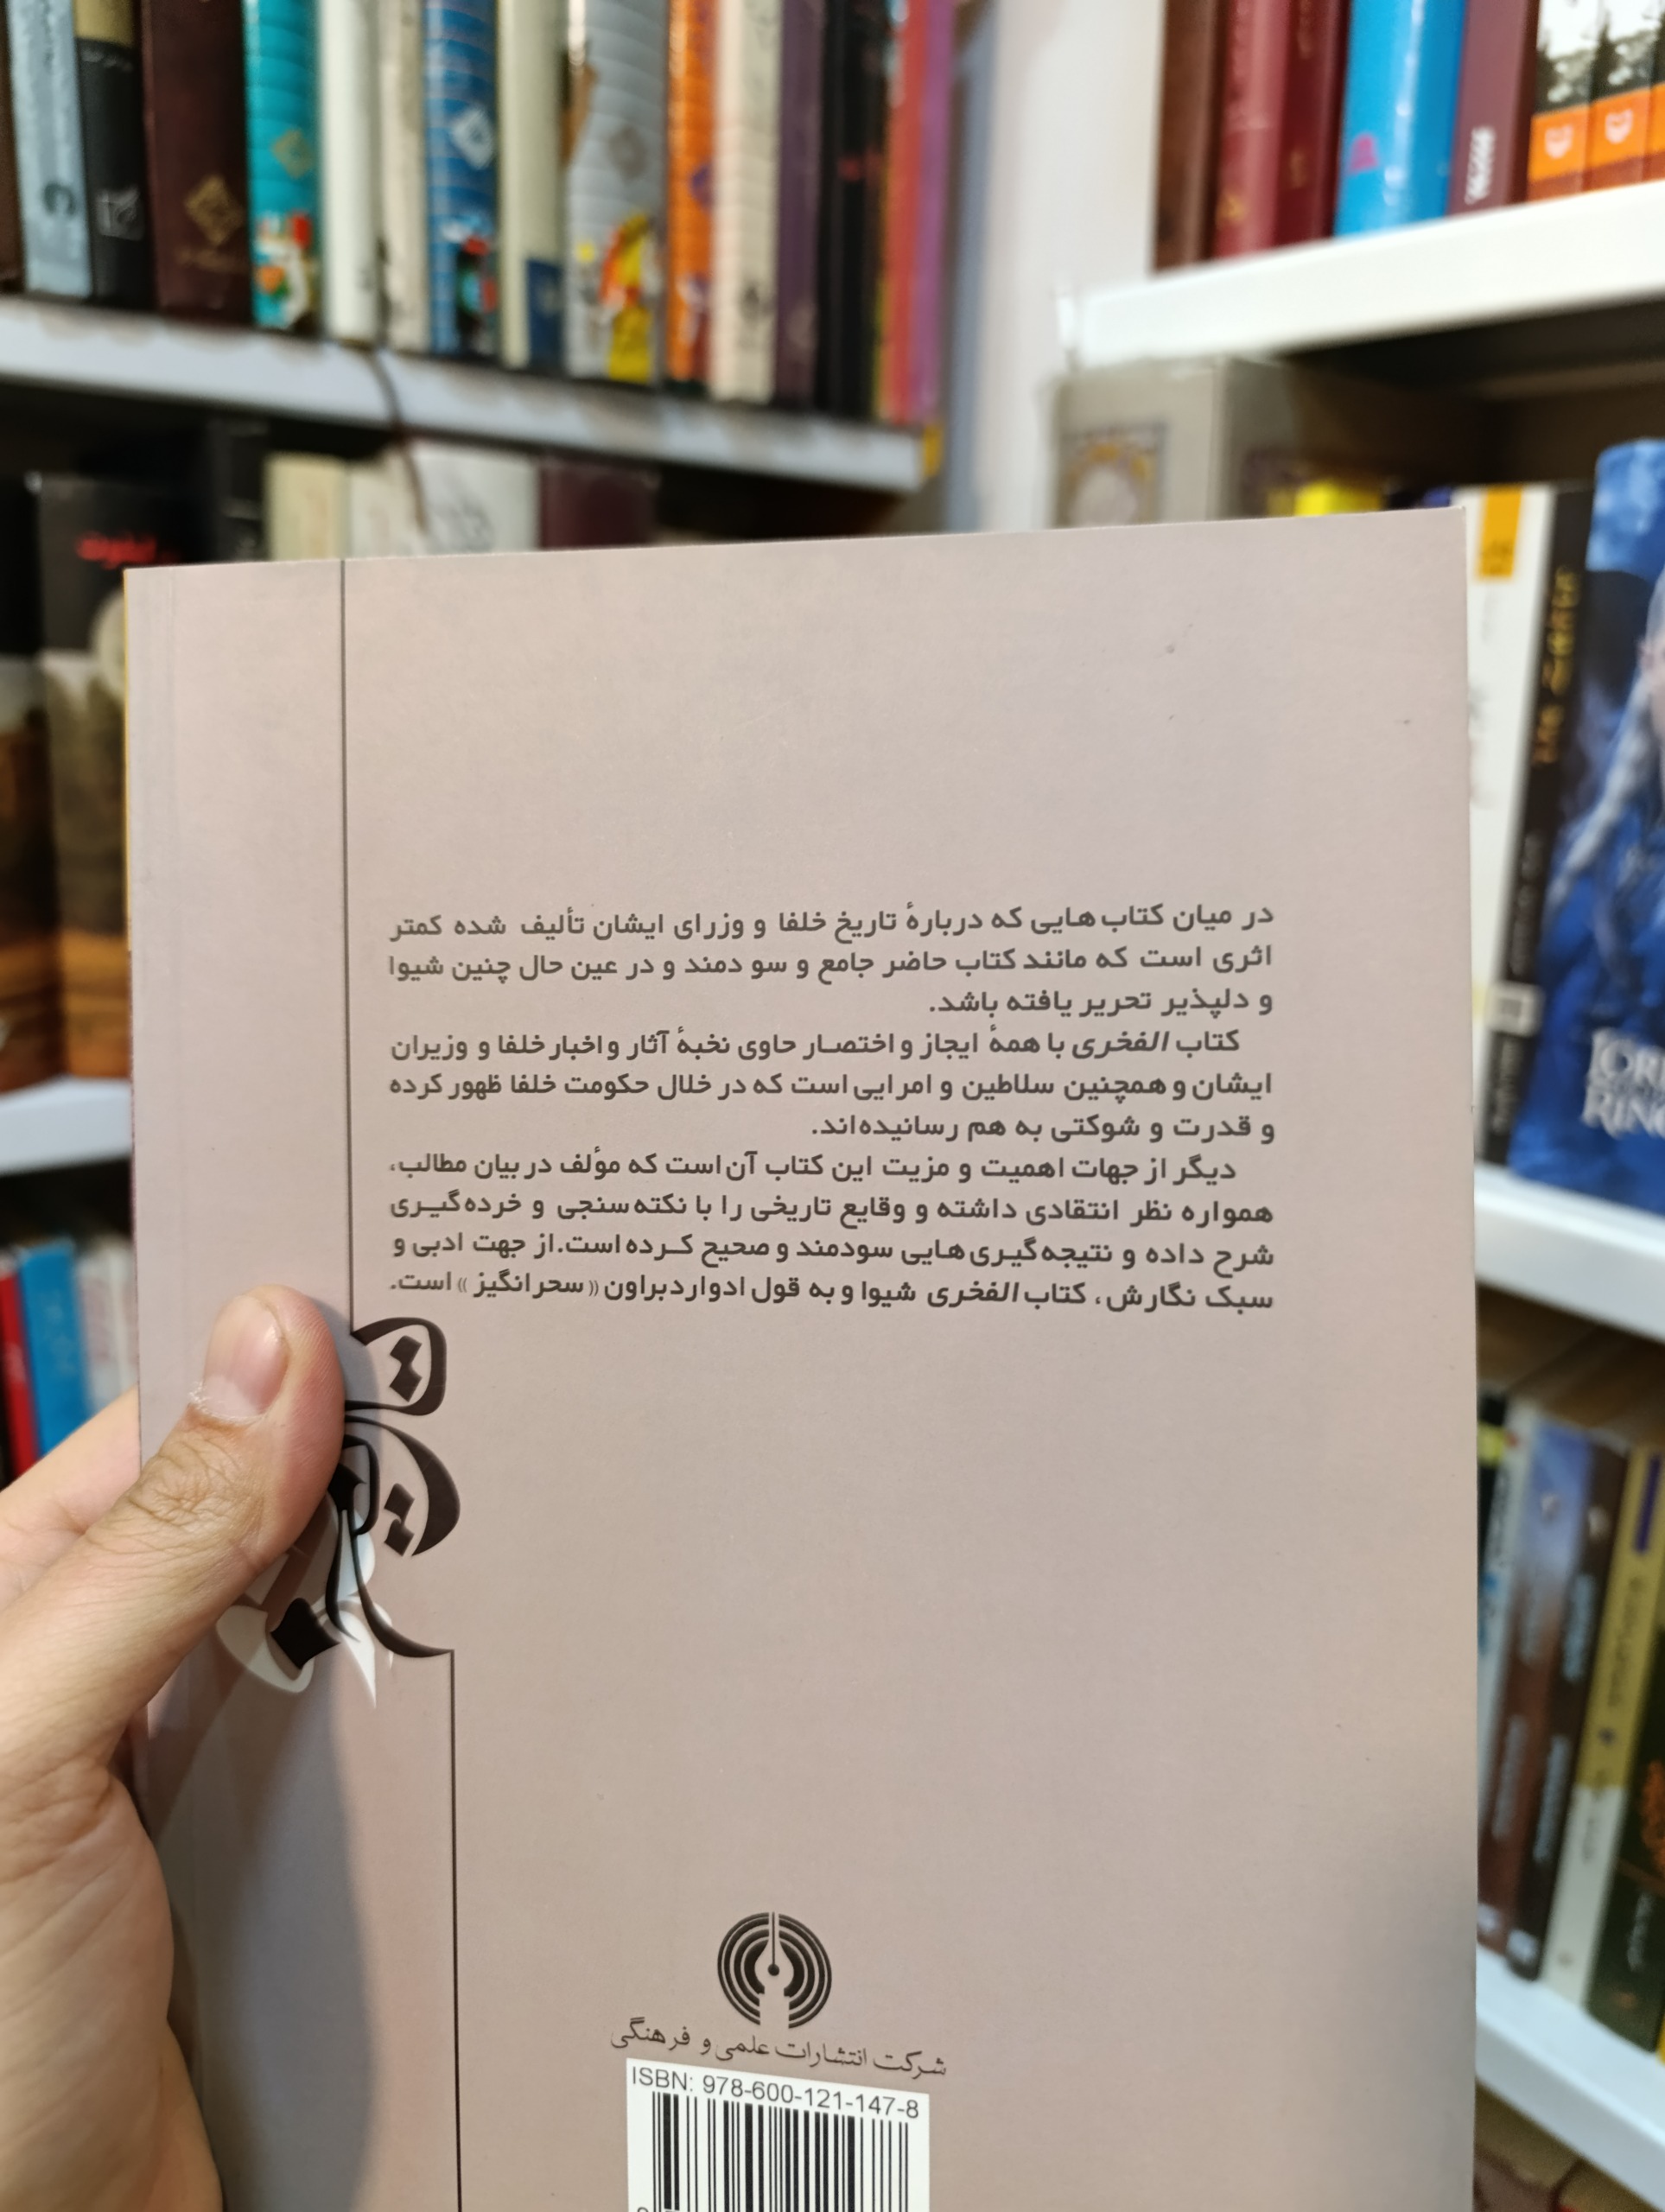 در میان کتاب‌هایی که دربارهٔ تاریخ خلفا و وزرای ایشان تألیف شده کمتر
اثری است که مانند کتاب حاضر جامع و سودمند و در عین حال چنین شیوا
و دلپذیر تحریر یافته باشد.
کتاب الفخری با همهٔ ایجاز و اختصار حاوی نخبهٔ آثار و اخبار خلفا و وزیران
ایشان و همچنین سلاطین و امرایی است که در خلال حکومت خلفا ظهور کرده
و قدرت و شوکتی به هم رسانیده‌اند.
دیگر از جهات اهمیت و مزیت این کتاب آن است که مؤلف در بیان مطالب،
همواره نظر انتقادی داشته و وقایع تاریخی را با نکته‌سنجی و خرده‌گیری
شرح داده و نتیجه‌گیری‌هایی سودمند و صحیح کرده است. از جهت ادبی و
سبک نگارش، کتاب الفخری شیوا و به قول ادوارد براون «سحرانگیز» است.
تاریخ
شرکت انتشارات علمی و فرهنگی
ISBN: 978-600-121-147-8